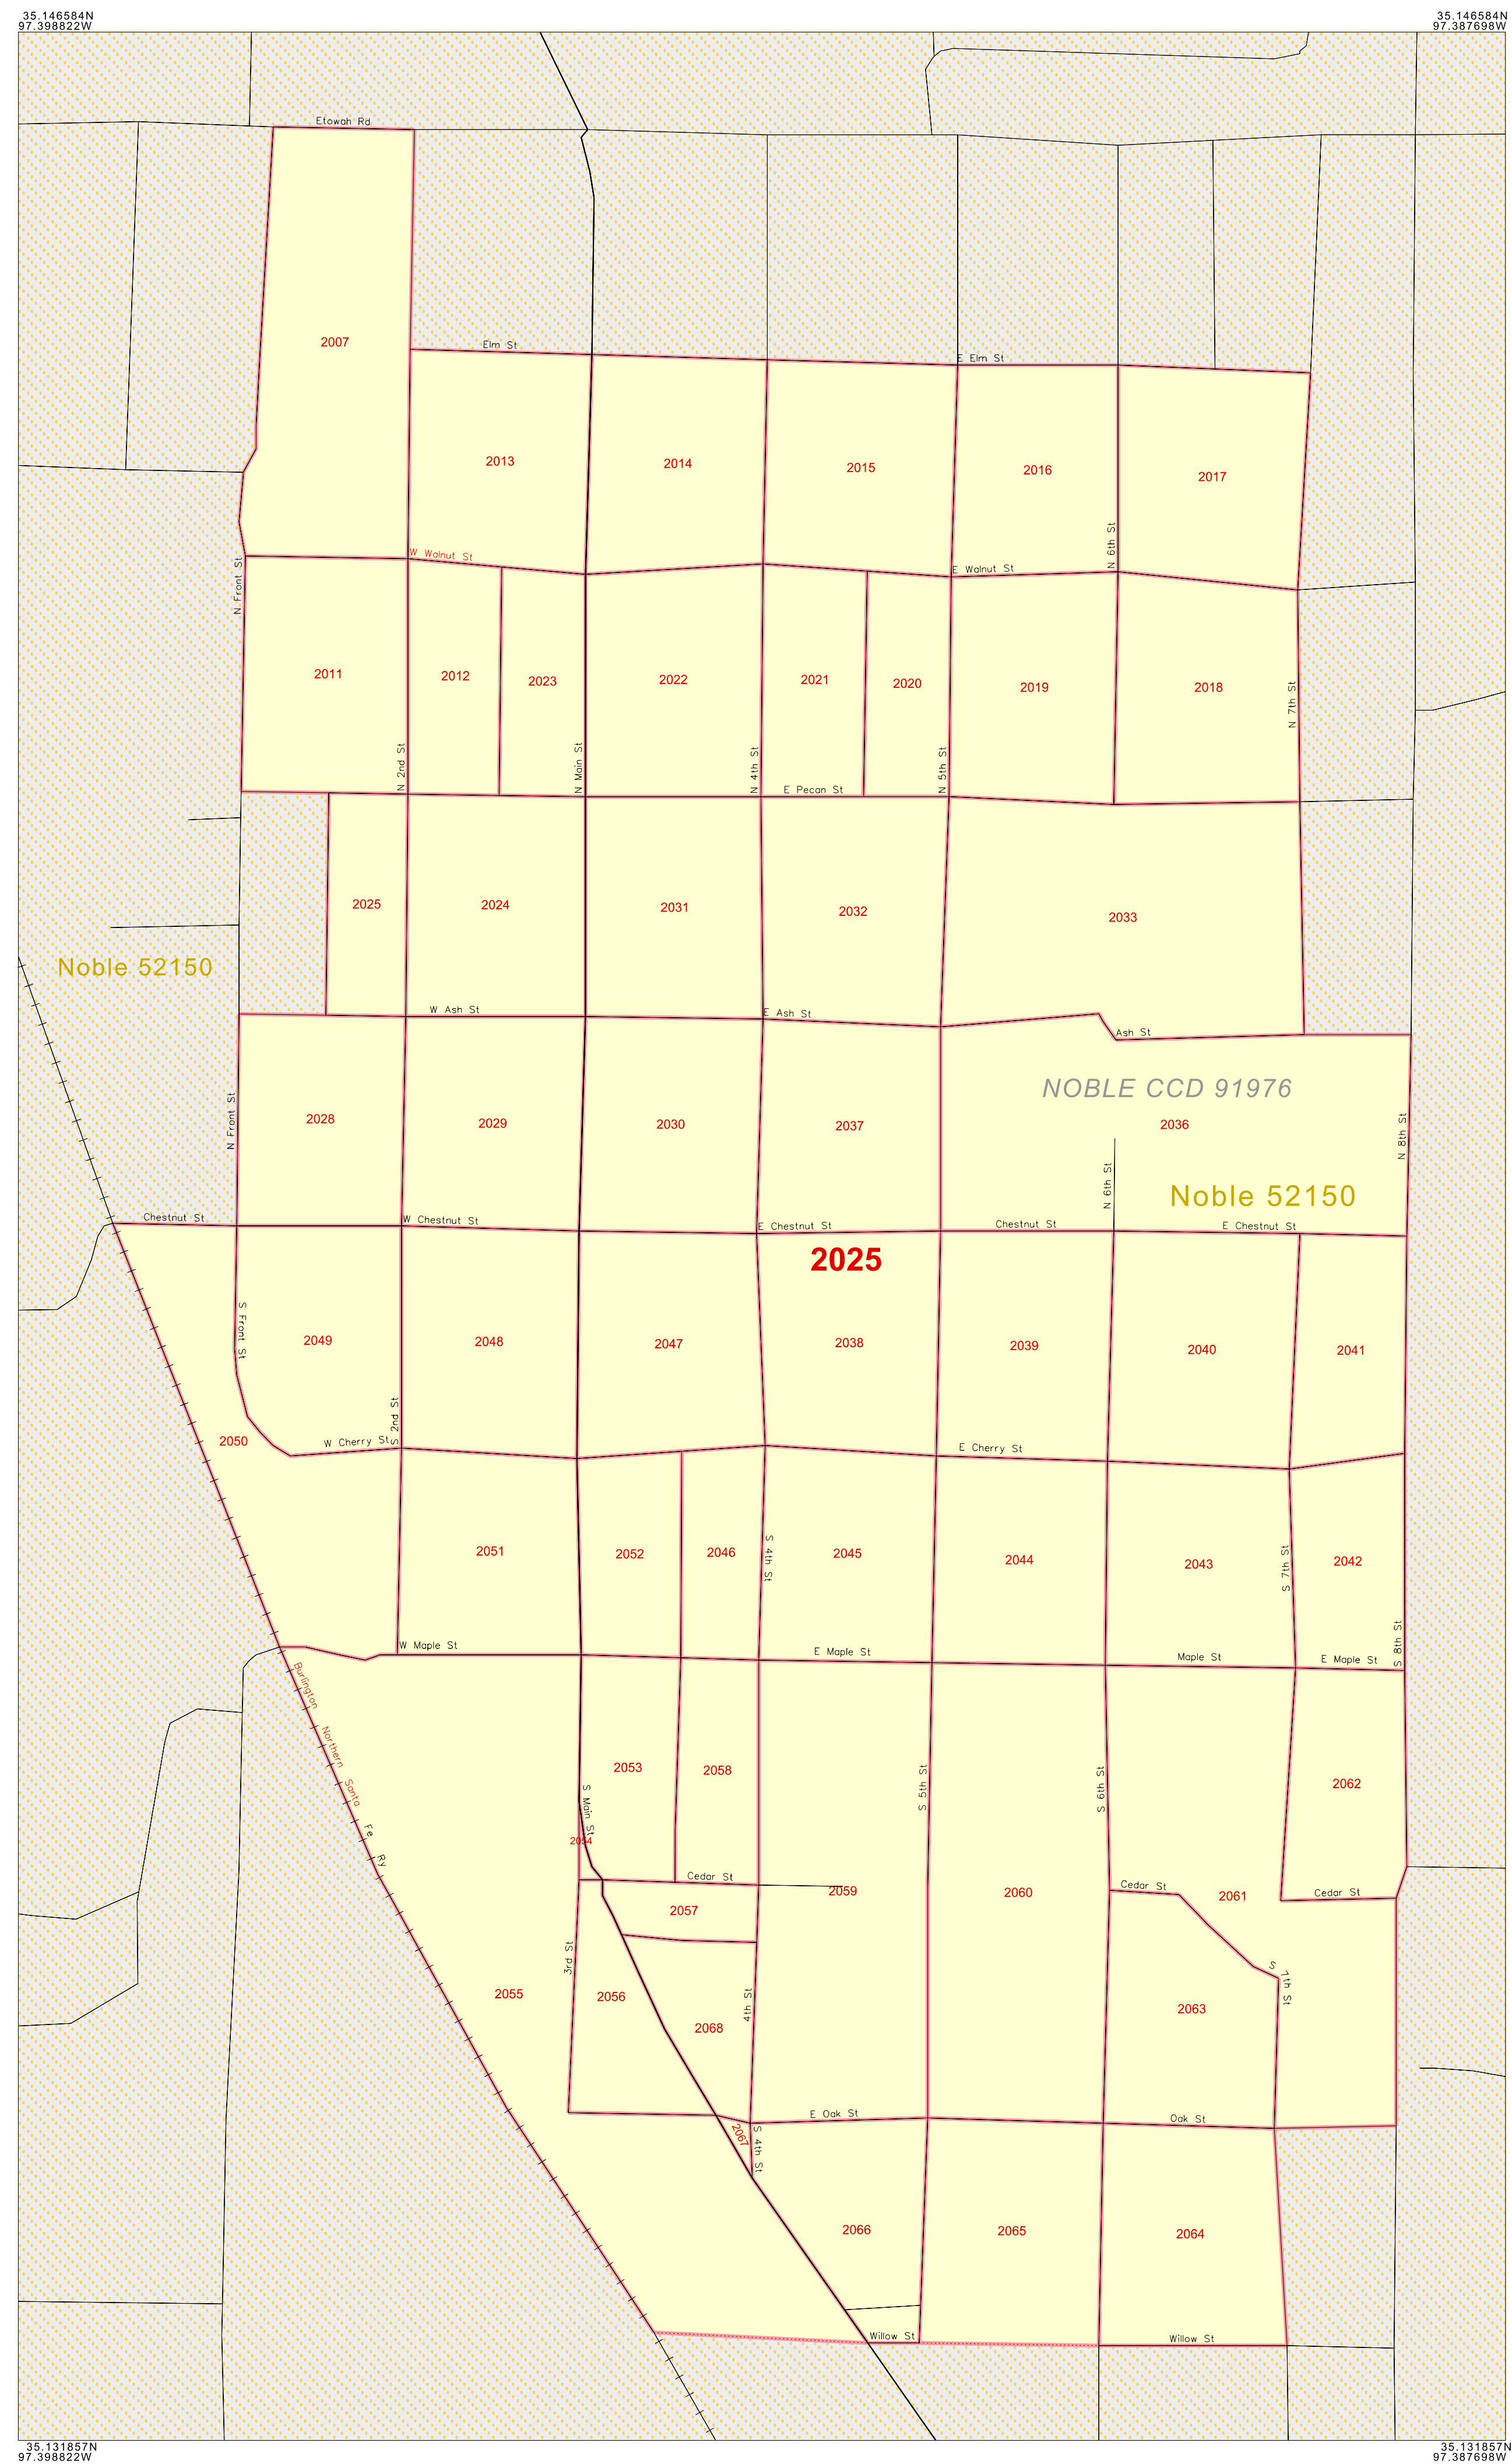 35.146584N
97.398822W
35.146584N
97.387698W
Etowah Rd
2007
Elm St
E Elm St
2013
2014
2015
2016
2017
N 6th St
W Walnut St
E Walnut St
N Front St
2011
2012
2023
2022
2021
2020
2019
2018
N 7th St
N 2nd St
N Main St
N 4th St
E Pecan St
N 5th St
2025
2024
2031
2032
2033
Noble 52150
W Ash St
E Ash St
Ash St
NOBLE CCD 91976
N Front St
2028
2029
2030
2037
2036
N 8th St
N 6th St
Noble 52150
Chestnut St
W Chestnut St
E Chestnut St
Chestnut St
E Chestnut St
2025
S Front St
2049
2048
2047
2038
2039
2040
2041
2050
S 2nd St
W Cherry St
E Cherry St
2051
2052
2046
S 4th St
2045
2044
2043
S 7th St
2042
S 8th St
W Maple St
E Maple St
Maple St
E Maple St
Burlington Northern Santa Fe Ry
2053
2058
S Main St
2054
S 5th St
S 6th St
2062
Cedar St
2059
2060
Cedar St
2061
Cedar St
2057
3rd St
2055
2056
4th St
2068
2063
S 7th St
E Oak St
Oak St
2067
S 4th St
2066
2065
2064
Willow St
Willow St
35.131857N
97.398822W
35.131857N
97.387698W